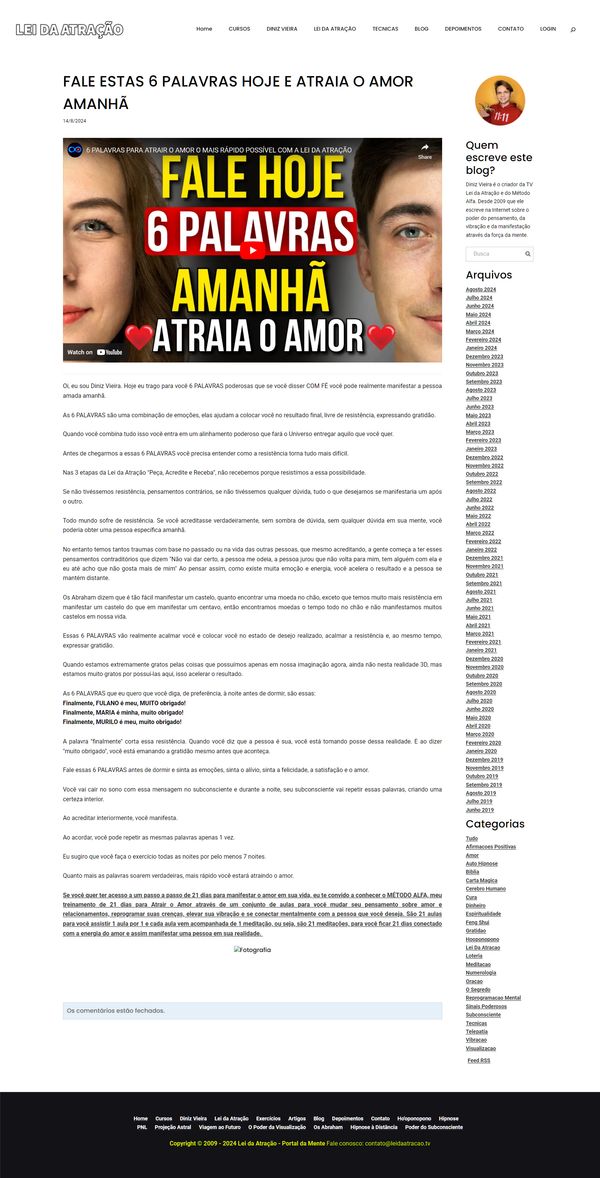 LEI DA ATRAÇÃO
Home CURSOS DINIZ VIEIRA LEI DA ATRAÇÃO TÉCNICAS BLOG DEPOIMENTOS CONTATO LOGIN
FALE ESTAS 6 PALAVRAS HOJE E ATRAIA O AMOR
AMANHÃ
14/8/2024
6 PALAVRAS PARA ATRAIR O AMOR O MAIS RÁPIDO POSSÍVEL COM A LEI DA ATRAÇÃO
Share
FALE HOJE
6 PALAVRAS
AMANHÃ
ATRAIA O AMOR
Watch on YouTube
Oi, eu sou Diniz Vieira. Hoje eu trago para você 6 PALAVRAS poderosas que se você disser COM FÉ você pode realmente manifestar a pessoa
amada amanhã.
As 6 PALAVRAS são uma combinação de emoções, elas ajudam a colocar você no resultado final, livre de resistência, expressando gratidão.
Quando você combina tudo isso você entra em um alinhamento poderoso que fará o Universo entregar aquilo que você quer.
Antes de chegarmos a essas 6 PALAVRAS você precisa entender como a resistência torna tudo mais difícil.
Nas 3 etapas da Lei da Atração "Peça, Acredite e Receba", não recebemos porque resistimos a essa possibilidade.
Se não tivéssemos resistência, pensamentos contrários, se não tivéssemos qualquer dúvida, tudo o que desejamos se manifestaria um após
o outro.
Todo mundo sofre de resistência. Se você acreditasse verdadeiramente, sem sombra de dúvida, sem qualquer dúvida em sua mente, você
poderia obter uma pessoa específica amanhã.
No entanto temos tantos traumas com base no passado ou na vida das outras pessoas, que mesmo acreditando, a gente começa a ter esses
pensamentos contraditórios que dizem "Não vai dar certo, a pessoa me odeia, a pessoa jurou que não volta para mim, tem alguém com ela e
eu até acho que não gosta mais de mim" Ao pensar assim, como existe muita emoção e energia, você acelera o resultado e a pessoa se
mantém distante.
Os Abraham dizem que é tão fácil manifestar um castelo, quanto encontrar uma moeda no chão, exceto que temos muito mais resistência em
manifestar um castelo do que em manifestar um centavo, então encontramos moedas o tempo todo no chão e não manifestamos muitos
castelos em nossa vida.
Essas 6 PALAVRAS vão realmente acalmar você e colocar você no estado de desejo realizado, acalmar a resistência e, ao mesmo tempo,
expressar gratidão.
Quando estamos extremamente gratos pelas coisas que possuímos apenas em nossa imaginação agora, ainda não nesta realidade 3D, mas
estamos muito gratos por possuí-las aqui, isso acelerar o resultado.
As 6 PALAVRAS que eu quero que você diga, de preferência, à noite antes de dormir, são essas:
Finalmente, FULANO é meu, MUITO obrigado!
Finalmente, MARIA é minha, muito obrigado!
Finalmente, MURILO é meu, muito obrigado!
A palavra "finalmente" corta essa resistência. Quando você diz que a pessoa é sua, você está tomando posse dessa realidade. E ao dizer
"muito obrigado", você está emanando a gratidão mesmo antes que aconteça.
Fale essas 6 PALAVRAS antes de dormir e sinta as emoções, sinta o alívio, sinta a felicidade, a satisfação e o amor.
Você vai cair no sono com essa mensagem no subconsciente e durante a noite, seu subconsciente vai repetir essas palavras, criando uma
certeza interior.
Ao acreditar interiormente, você manifesta.
Ao acordar, você pode repetir as mesmas palavras apenas 1 vez.
Eu sugiro que você faça o exercício todas as noites por pelo menos 7 noites.
Quanto mais as palavras soarem verdadeiras, mais rápido você estará atraindo o amor.
Se você quer ter acesso a um passo a passo de 21 dias para manifestar o amor em sua vida, eu te convido a conhecer o MÉTODO ALFA, meu
treinamento de 21 dias para Atrair o Amor através de um conjunto de aulas para você mudar seu pensamento sobre amor e
relacionamentos, reprogramar suas crenças, elevar sua vibração e se conectar mentalmente com a pessoa que você deseja. São 21 aulas
para você assistir 1 aula por 1 e cada aula vem acompanhada de 1 meditação, ou seja, são 21 meditações, para você ficar 21 dias conectado
com a energia do amor e assim manifestar uma pessoa em sua realidade.
Fotografia
Os comentários estão fechados.
11:11
Quem
escreve este
blog?
Diniz Vieira é o criador da TV
Lei da Atração e do Método
Alfa. Desde 2009 que ele
escreve na Internet sobre o
poder do pensamento, da
vibração e da manifestação
através da força da mente.
Busca
Arquivos
Agosto 2024
Julho 2024
Junho 2024
Maio 2024
Abril 2024
Março 2024
Fevereiro 2024
Janeiro 2024
Dezembro 2023
Novembro 2023
Outubro 2023
Setembro 2023
Agosto 2023
Julho 2023
Junho 2023
Maio 2023
Abril 2023
Março 2023
Fevereiro 2023
Janeiro 2023
Dezembro 2022
Novembro 2022
Outubro 2022
Setembro 2022
Agosto 2022
Julho 2022
Junho 2022
Maio 2022
Abril 2022
Março 2022
Fevereiro 2022
Janeiro 2022
Dezembro 2021
Novembro 2021
Outubro 2021
Setembro 2021
Agosto 2021
Julho 2021
Junho 2021
Maio 2021
Abril 2021
Março 2021
Fevereiro 2021
Janeiro 2021
Dezembro 2020
Novembro 2020
Outubro 2020
Setembro 2020
Agosto 2020
Julho 2020
Junho 2020
Maio 2020
Abril 2020
Março 2020
Fevereiro 2020
Janeiro 2020
Dezembro 2019
Novembro 2019
Outubro 2019
Setembro 2019
Agosto 2019
Julho 2019
Junho 2019
Categorias
Tudo
Afirmacoes Positivas
Amor
Auto Hipnose
Biblia
Carta Magica
Cerebro Humano
Cura
Dinheiro
Espiritualidade
Feng Shui
Gratidao
Hooponopono
Lei Da Atracao
Loteria
Meditacao
Numerologia
Oracao
O Segredo
Reprogramacao Mental
Sinais Poderosos
Subconsciente
Tecnicas
Telepatia
Vibracao
Visualizacao
Feed RSS
Home Cursos Diniz Vieira Lei da Atração Exercícios Artigos Blog Depoimentos Contato Ho'oponopono Hipnose
PNL Projeção Astral Viagem ao Futuro O Poder da Visualização Os Abraham Hipnose à Distância Poder do Subconsciente
Copyright © 2009 - 2024 Lei da Atração - Portal da Mente Fale conosco: contato@leidaatracao.tv